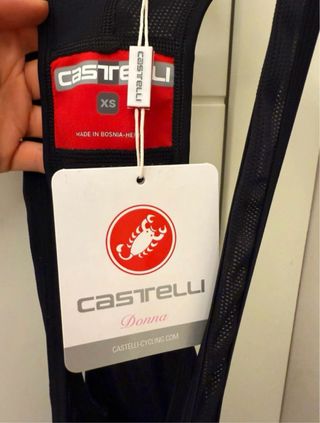 CASTELLI
CASTELLI
XS
MADE IN BOSNIA-HE
CASTELLI
Donna
CASTELLI-CYCLING.COM